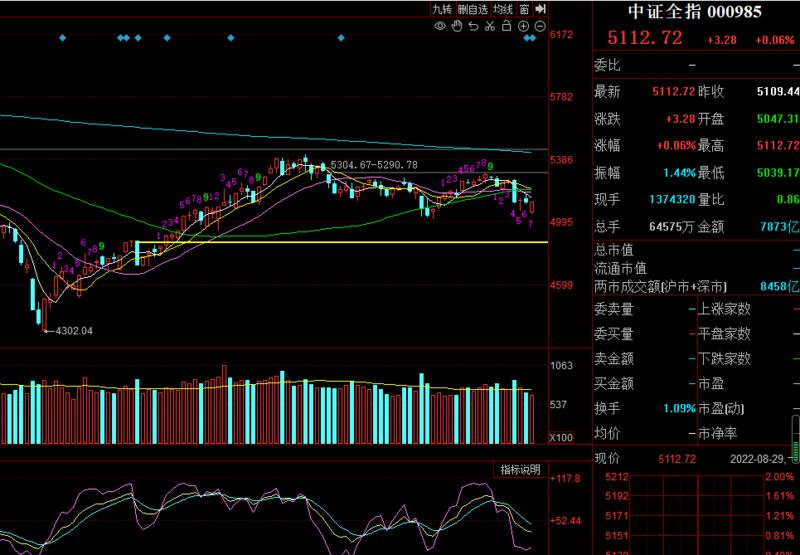 九转 删自选 均线 窗
中证全指 000985
5112.72 +3.28 +0.06%
委比 –
最新 5112.72 昨收 5109.44
涨跌 +3.28 开盘 5047.31
涨幅 +0.06% 最高 5112.72
振幅 1.44% 最低 5039.17
现手 1374320 量比 0.86
总手 64575万 金额 7873亿
总市值 –
流通市值 –
两市成交额(沪市+深市) 8458亿
委卖量 – 上涨家数
委买量 – 平盘家数
卖金额 – 下跌家数
买金额 – 市盈
换手 1.09% 市盈(动)
均价 – 市净率
现价 5112.72 2022-08-29,
5212 2.00%
5192 1.61%
5171 1.21%
5151 0.81%
6172
5782
5386
4995
4599
5304.67-5290.78
4302.04
1063
537
X100
指标说明
+117.8
+52.44